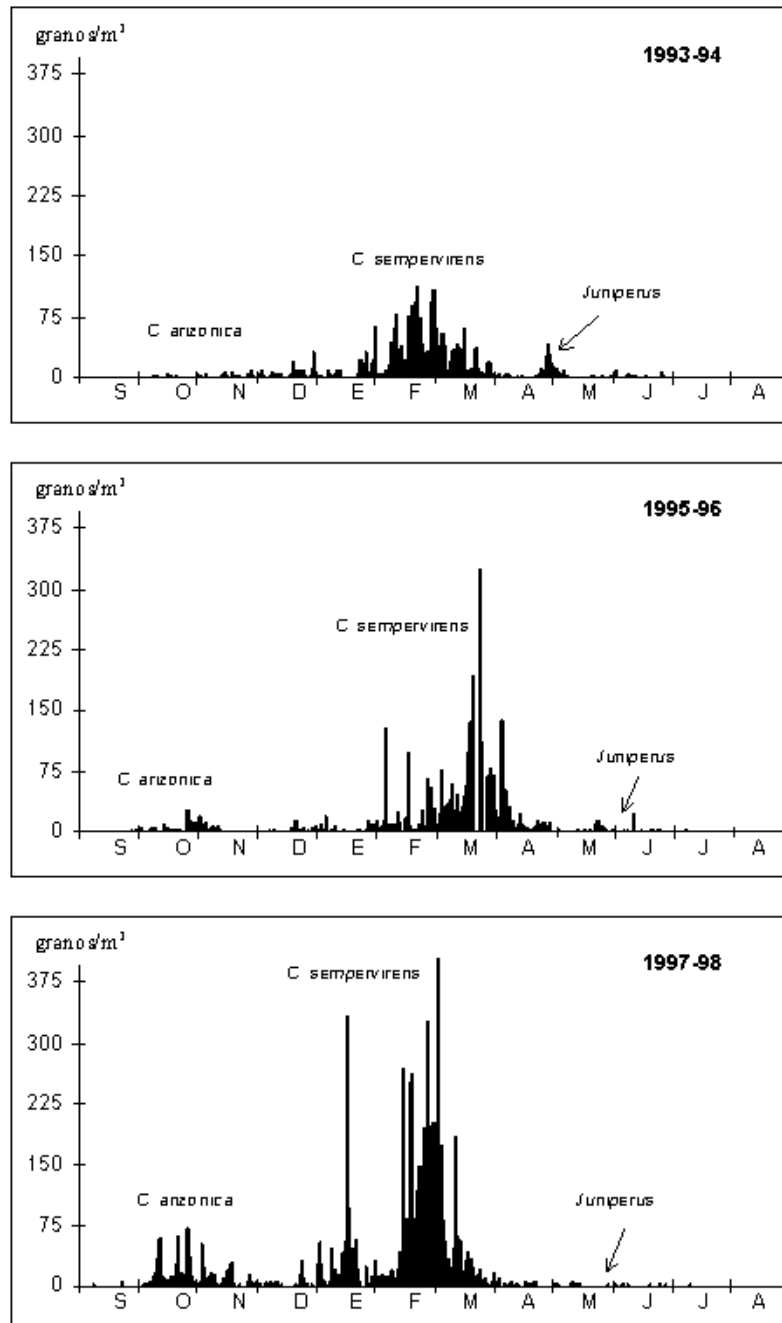 granos/m³
1993-94
375
300
225
150
75
0
C sempervirens
Juniperus
C arizonica
S O N D E F M A M J J A
granos/m³
1995-96
375
300
225
150
75
0
C sempervirens
C arizonica
Juniperus
S O N D E F M A M J J A
granos/m³
1997-98
375
300
225
150
75
0
C sempervirens
C arizonica
Juniperus
S O N D E F M A M J J A